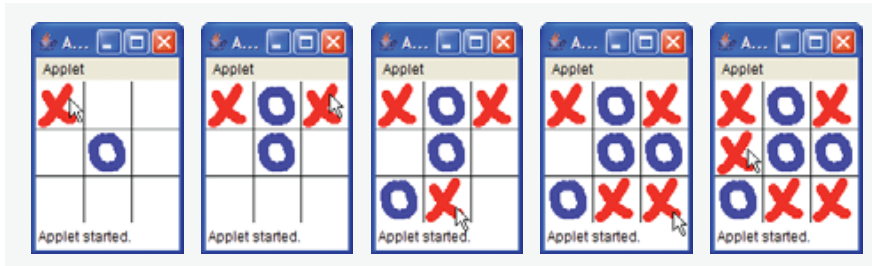 A... A... A... A... A...
Applet Applet Applet Applet Applet
X X O X X O X X O X X O X
O O O O O X O O
O X O X X O X X
Applet started. Applet started. Applet started. Applet started. Applet started.